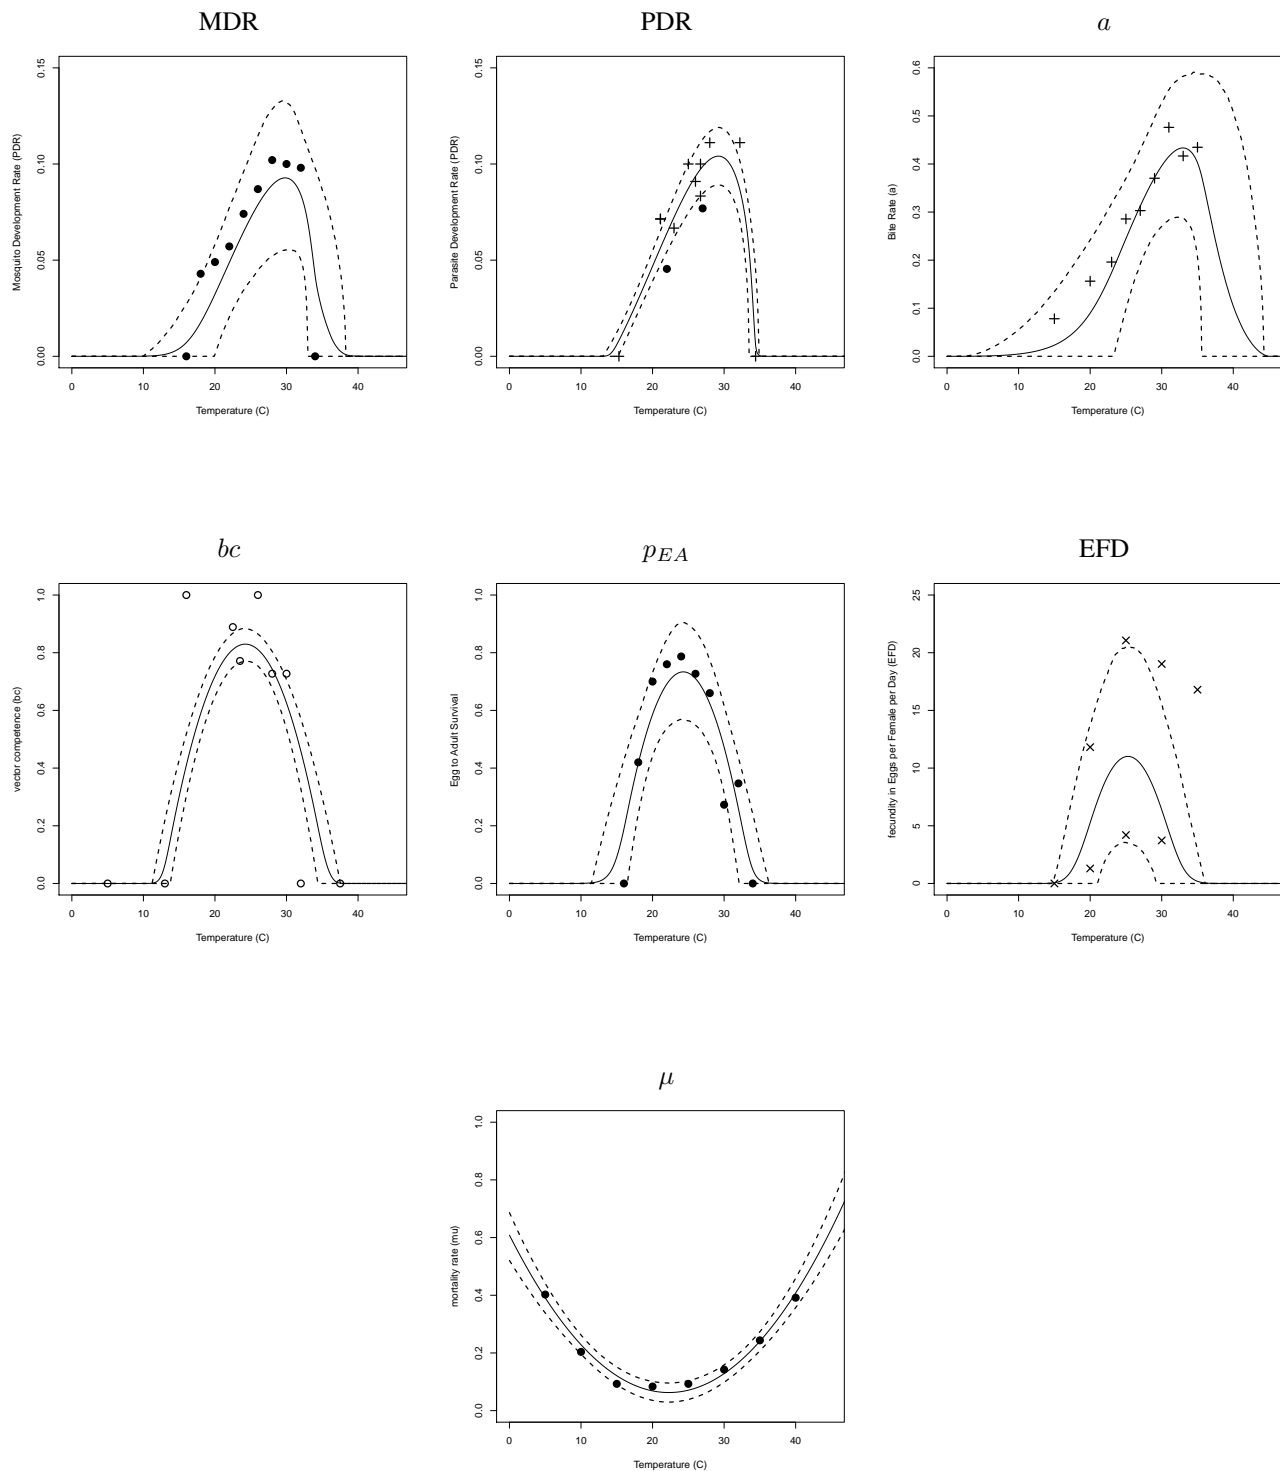 MDR
PDR
a
Mosquito Development Rate (PDR)
0.15
0.10
0.05
0.00
0 10 20 30 40
Temperature (C)
Parasite Development Rate (PDR)
0.15
0.10
0.05
0.00
0 10 20 30 40
Temperature (C)
Bite Rate (a)
0.6
0.5
0.4
0.3
0.2
0.1
0.0
0 10 20 30 40
Temperature (C)
bc
pEA
EFD
vector competence (bc)
1.0
0.8
0.6
0.4
0.2
0.0
0 10 20 30 40
Temperature (C)
Egg to Adult Survival
1.0
0.8
0.6
0.4
0.2
0.0
0 10 20 30 40
Temperature (C)
fecundity in Eggs per Female per Day (EFD)
25
20
15
10
5
0
0 10 20 30 40
Temperature (C)
μ
mortality rate (mu)
1.0
0.8
0.6
0.4
0.2
0.0
0 10 20 30 40
Temperature (C)